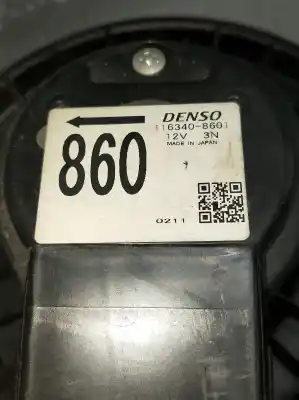 DENSO
116340-8601
12V 3N
MADE IN JAPAN
860
0211